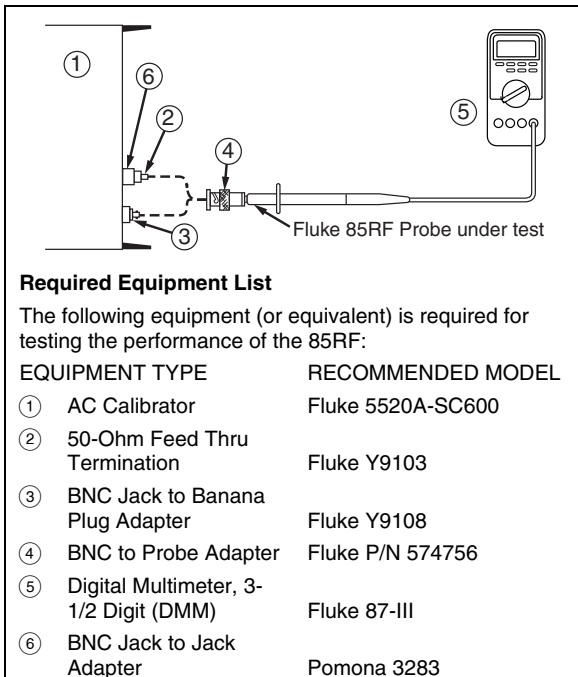 ①
⑥
②
④
⑤
③
Fluke 85RF Probe under test
Required Equipment List
The following equipment (or equivalent) is required for
testing the performance of the 85RF:
EQUIPMENT TYPE RECOMMENDED MODEL
① AC Calibrator Fluke 5520A-SC600
② 50-Ohm Feed Thru
Termination Fluke Y9103
③ BNC Jack to Banana
Plug Adapter Fluke Y9108
④ BNC to Probe Adapter Fluke P/N 574756
⑤ Digital Multimeter, 3-
1/2 Digit (DMM) Fluke 87-III
⑥ BNC Jack to Jack
Adapter Pomona 3283